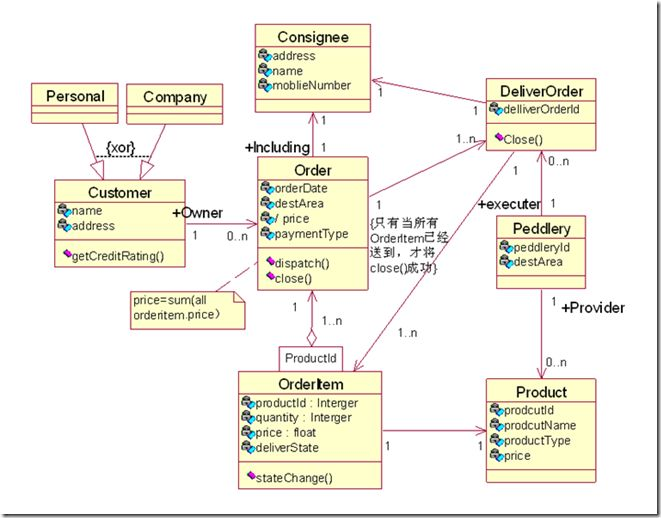 Consignee
address
name
moblieNumber
Personal
Company
{xor}
DeliverOrder
delliverOrderId
Close()
1
1
1
1
+Including
1..n
Order
orderDate
destArea
/ price
paymentType
dispatch()
close()
1
Customer
name
address
getCreditRating()
+Owner
1
0..n
{只有当所有
OrderItem已经
送到，才将
close()成功}
1
0..n
+executer
1
Peddlery
peddleryId
destArea
1
+Provider
0..n
price=sum(all
orderitem.price）
1
1..n
1..n
ProductId
OrderItem
productId : Interger
quantity : Interger
price : float
deliverState
stateChange()
1
1
Product
prodcutId
prodcutName
productType
price